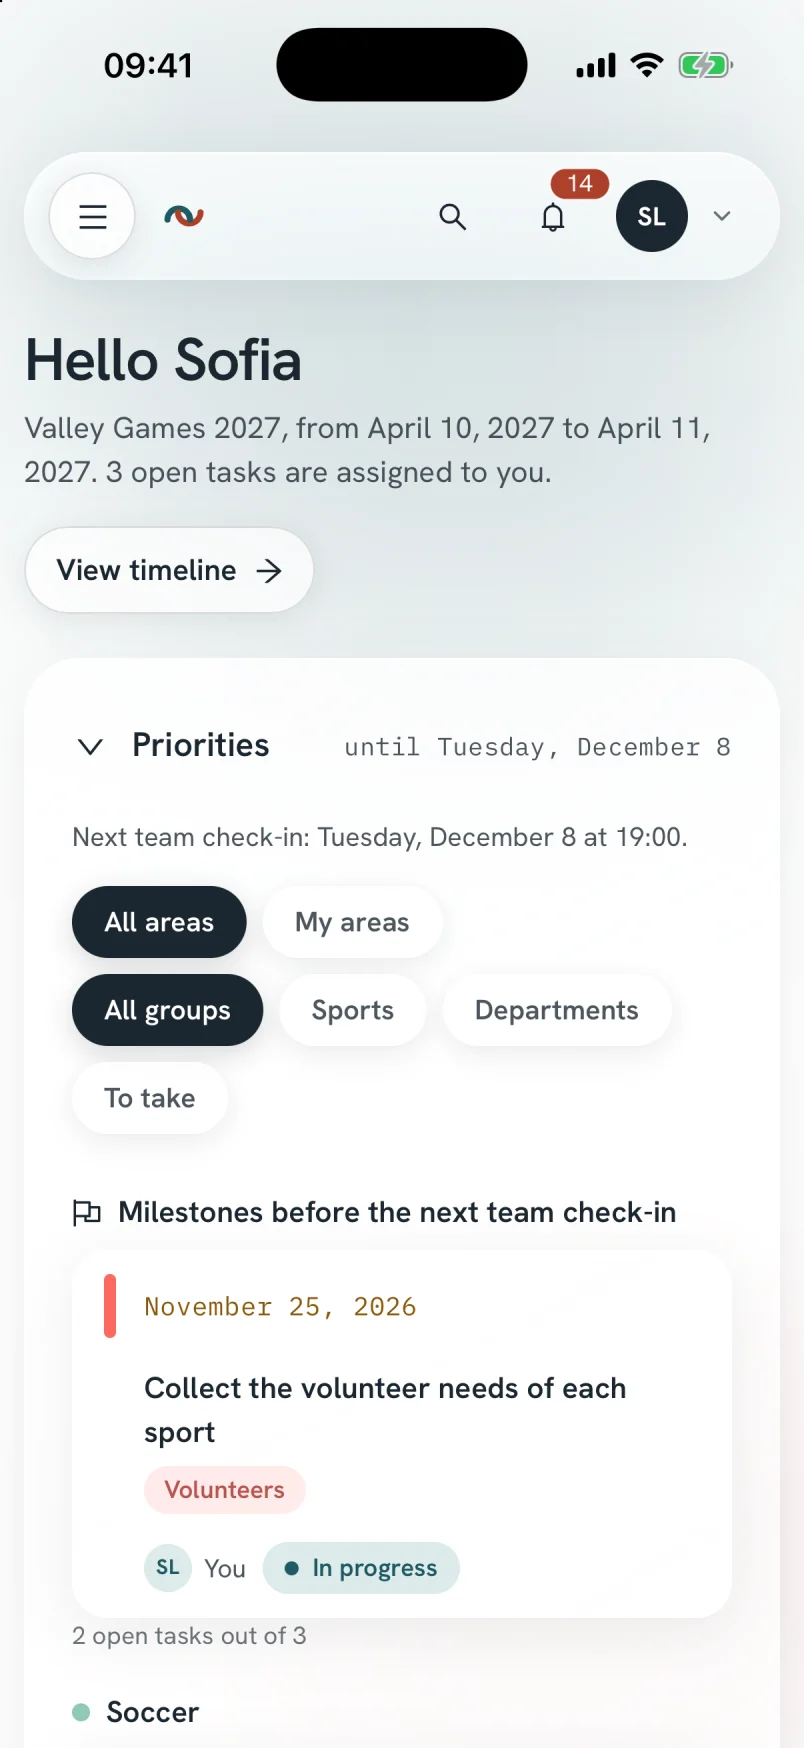 09:41
14
SL
Hello Sofia
Valley Games 2027, from April 10, 2027 to April 11,
2027. 3 open tasks are assigned to you.
View timeline
Priorities
until Tuesday, December 8
Next team check-in: Tuesday, December 8 at 19:00.
All areas
My areas
All groups
Sports
Departments
To take
Milestones before the next team check-in
November 25, 2026
Collect the volunteer needs of each
sport
Volunteers
SL
You
In progress
2 open tasks out of 3
Soccer